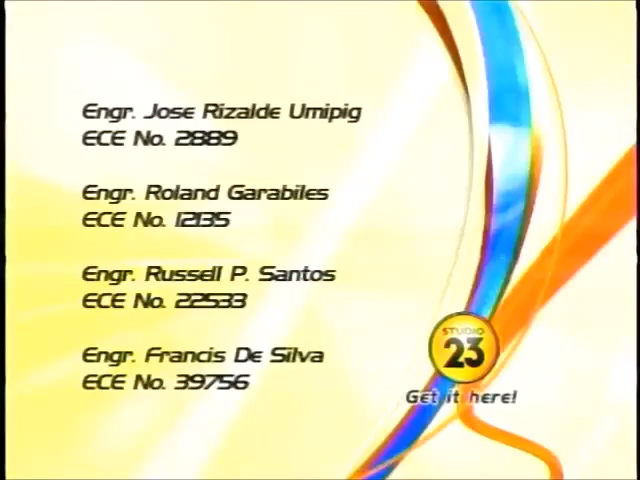 Engr. Jose Rizalde Umipig
ECE No. 2889
Engr. Roland Garabiles
ECE No. 12135
Engr. Russell P. Santos
ECE No. 22533
Engr. Francis De Silva
ECE No. 39756
STUDIO
23
Get it here!